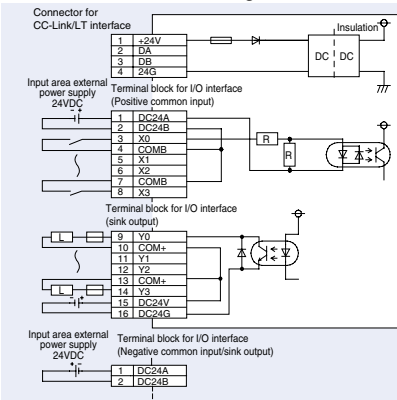 Connector for
CC-Link/LT interface
Insulation
1 +24V
2 DA
3 DB
4 24G
DC DC
Input area external
power supply
24VDC
Terminal block for I/O interface
(Positive common input)
1 DC24A
2 DC24B
3 X0
4 COMB
5 X1
6 X2
7 COMB
8 X3
R
R
Terminal block for I/O interface
(sink output)
L
9 Y0
10 COM+
11 Y1
12 Y2
13 COM+
L
14 Y3
15 DC24V
16 DC24G
Input area external
power supply
24VDC
Terminal block for I/O interface
(Negative common input/sink output)
1 DC24A
2 DC24B